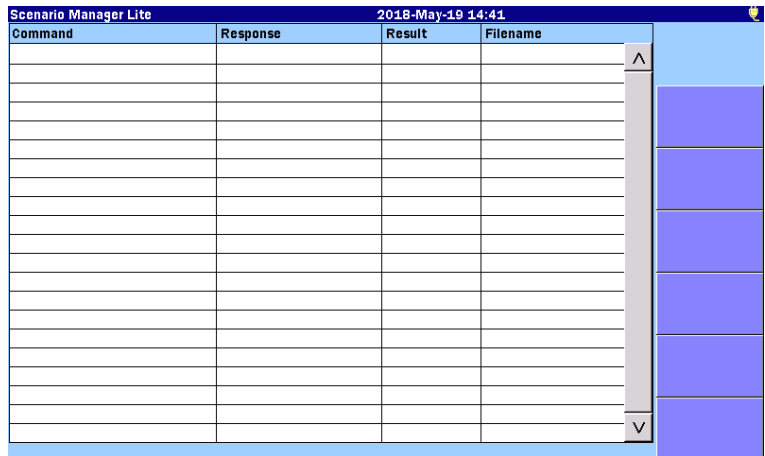 Scenario Manager Lite 2018-May-19 14:41
Command Response Result Filename